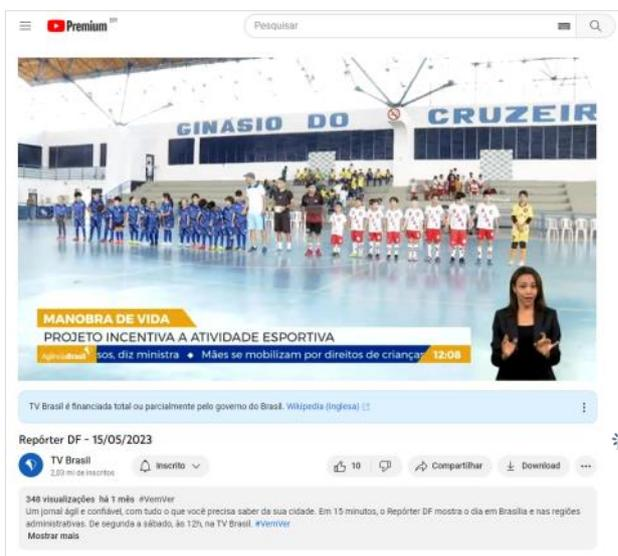 Premium BR
Pesquisar
GINASIO DO CRUZEIR
MANOBRA DE VIDA
PROJETO INCENTIVA A ATIVIDADE ESPORTIVA
AgênciaBrasil sos, diz ministra ◆ Mães se mobilizam por direitos de crianças 12:08
TV Brasil é financiada total ou parcialmente pelo governo do Brasil. Wikipedia (Inglesa)
Repórter DF - 15/05/2023
TV Brasil
2,03 mi de inscritos
Inscrito
10
Compartilhar
Download
348 visualizações há 1 mês #VemVer
Um jornal ágil e confiável, com tudo o que você precisa saber da sua cidade. Em 15 minutos, o Repórter DF mostra o dia em Brasília e nas regiões
administrativas. De segunda a sábado, às 12h, na TV Brasil. #VemVer
Mostrar mais